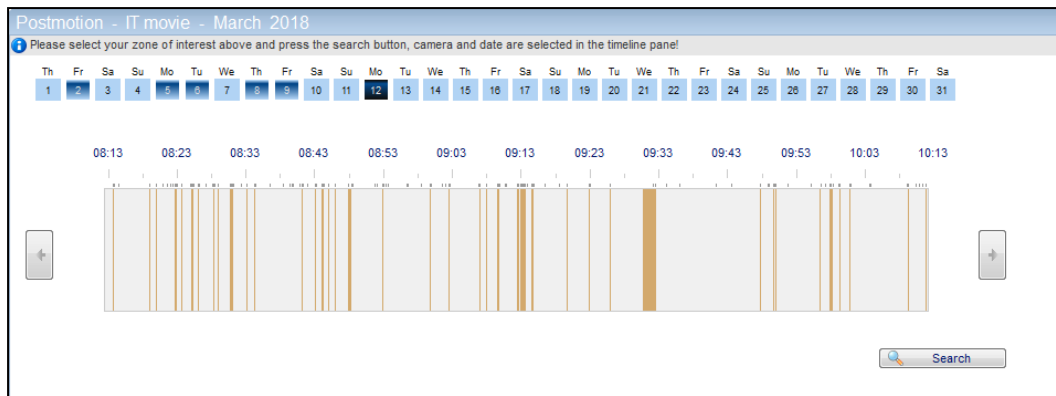 Postmotion - IT movie - March 2018
Please select your zone of interest above and press the search button, camera and date are selected in the timeline pane!
Th Fr Sa Su Mo Tu We Th Fr Sa Su Mo Tu We Th Fr Sa Su Mo Tu We Th Fr Sa Su Mo Tu We Th Fr Sa
1 2 3 4 5 6 7 8 9 10 11 12 13 14 15 16 17 18 19 20 21 22 23 24 25 26 27 28 29 30 31
08:13 08:23 08:33 08:43 08:53 09:03 09:13 09:23 09:33 09:43 09:53 10:03 10:13
Search